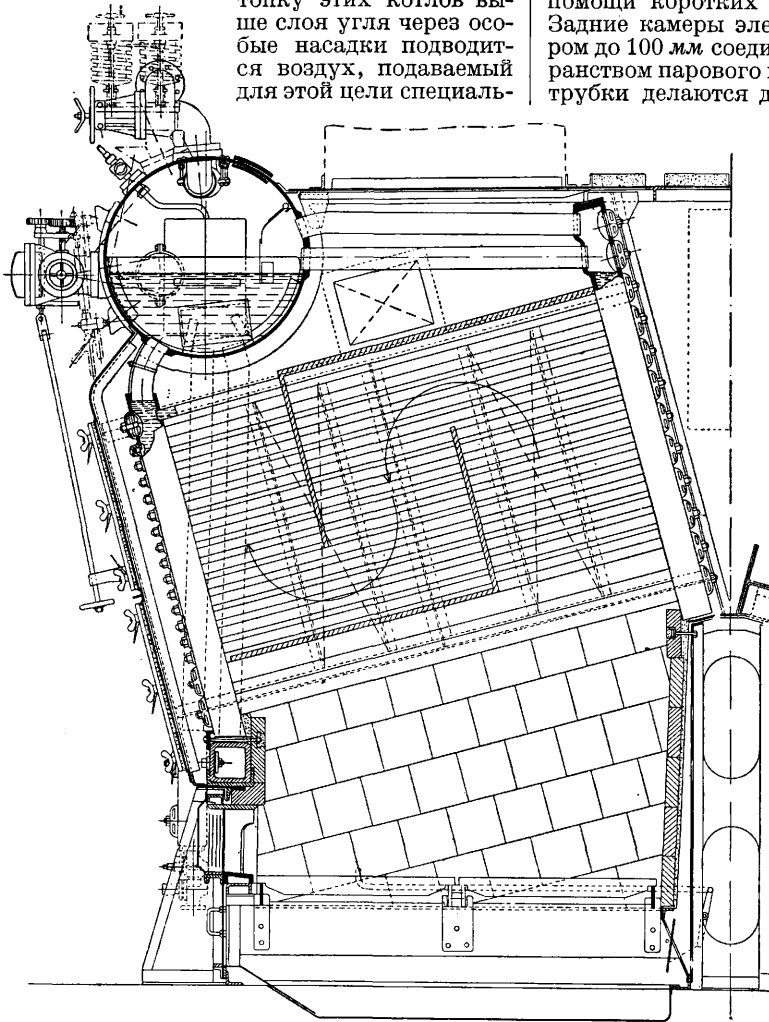 топку этих котлов вы-
ше слоя угля через осо-
бые насадки подводит-
ся воздух, подаваемый
для этой цели специаль-
помощи коротких
Задние камеры эле
ром до 100 мм соеди
ранством парового
трубки делаются д